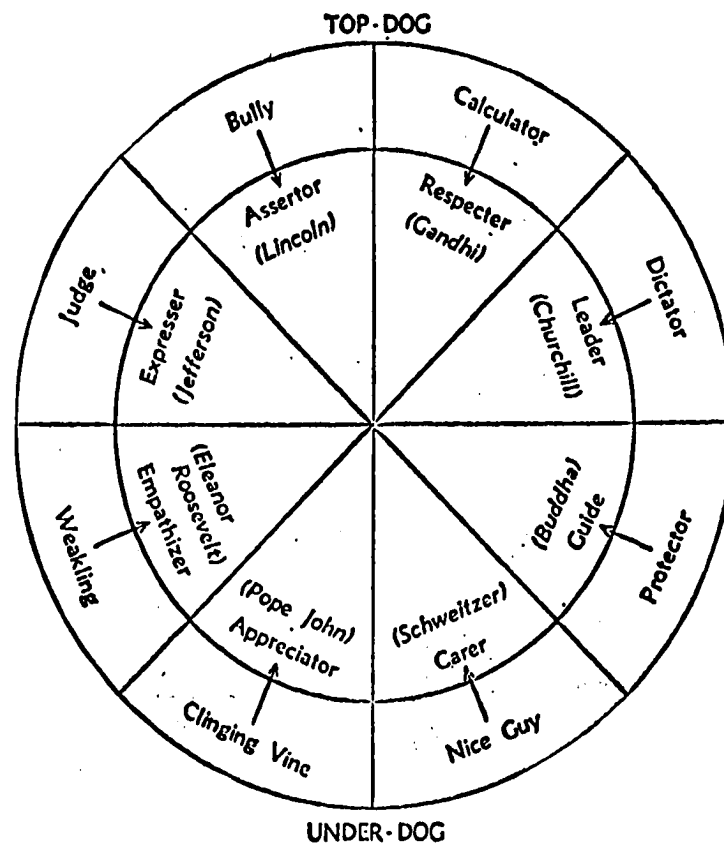 TOP-DOG
Bully
Assertor
(Lincoln)
Calculator
Respecter
(Gandhi)
Dictator
Leader
(Churchill)
Protector
(Buddha)
Guide
Nice Guy
(Schweitzer)
Carer
Clinging Vine
(Pope John)
Appreciator
Weakling
(Eleanor
Roosevelt)
Empathizer
Judge
Expresser
(Jefferson)
UNDER-DOG